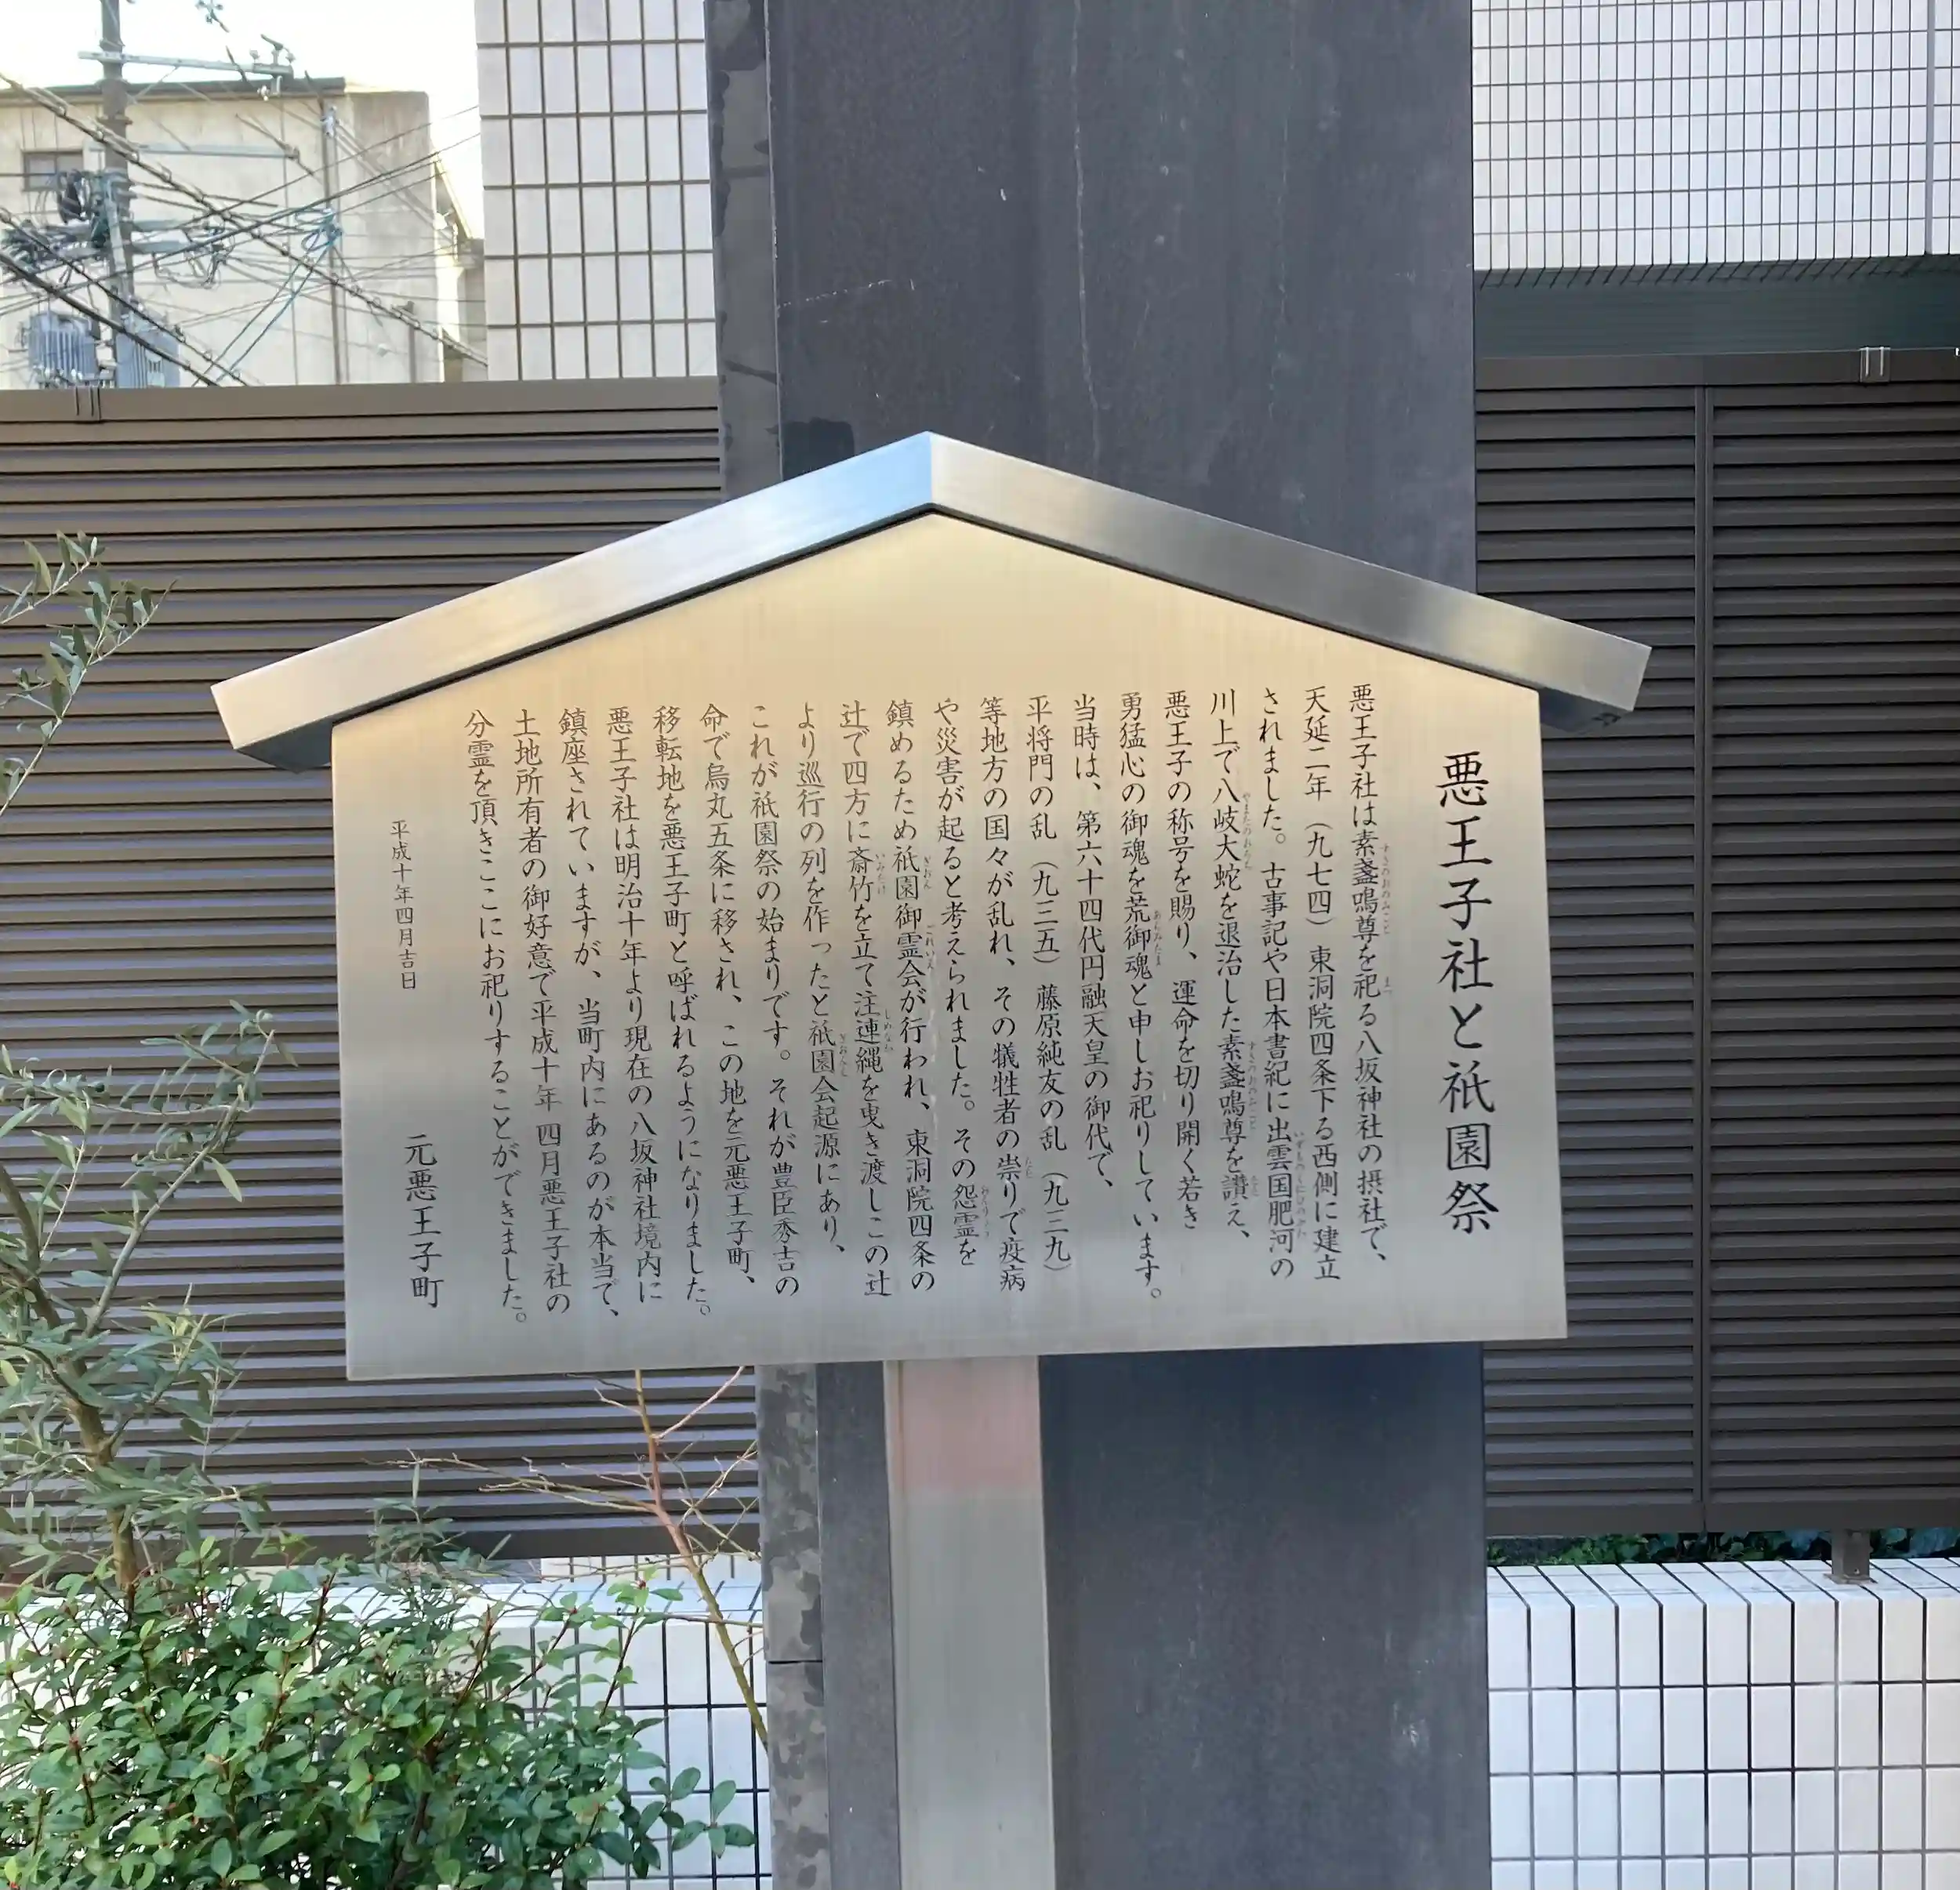 悪王子社と祇園祭
悪王子社は素盞鳴尊を祀る八坂神社の摂社で、
天延二年（九七四）東洞院四条下る西側に建立
されました。古事記や日本書紀に出雲国肥河の
川上で八岐大蛇を退治した素盞鳴尊を讃え、
悪王子の称号を賜り、運命を切り開く若き
勇猛心の御魂を荒御魂と申しお祀りしています。
当時は、第六十四代円融天皇の御代で、
平将門の乱（九三五）藤原純友の乱（九三九）
等地方の国々が乱れ、その犠牲者の祟りで疫病
や災害が起ると考えられました。その怨霊を
鎮めるため祇園御霊会が行われ、東洞院四条の
辻で四方に斎竹を立て注連縄を曳き渡しこの辻
より巡行の列を作ったと祇園会起源にあり、
これが祇園祭の始まりです。それが豊臣秀吉の
命で烏丸五条に移され、この地を元悪王子町、
移転地を悪王子町と呼ばれるようになりました。
悪王子社は明治十年より現在の八坂神社境内に
鎮座されていますが、当町内にあるのが本当で、
土地所有者の御好意で平成十年四月悪王子社の
分霊を頂きここにお祀りすることができました。
平成十年四月吉日
元悪王子町